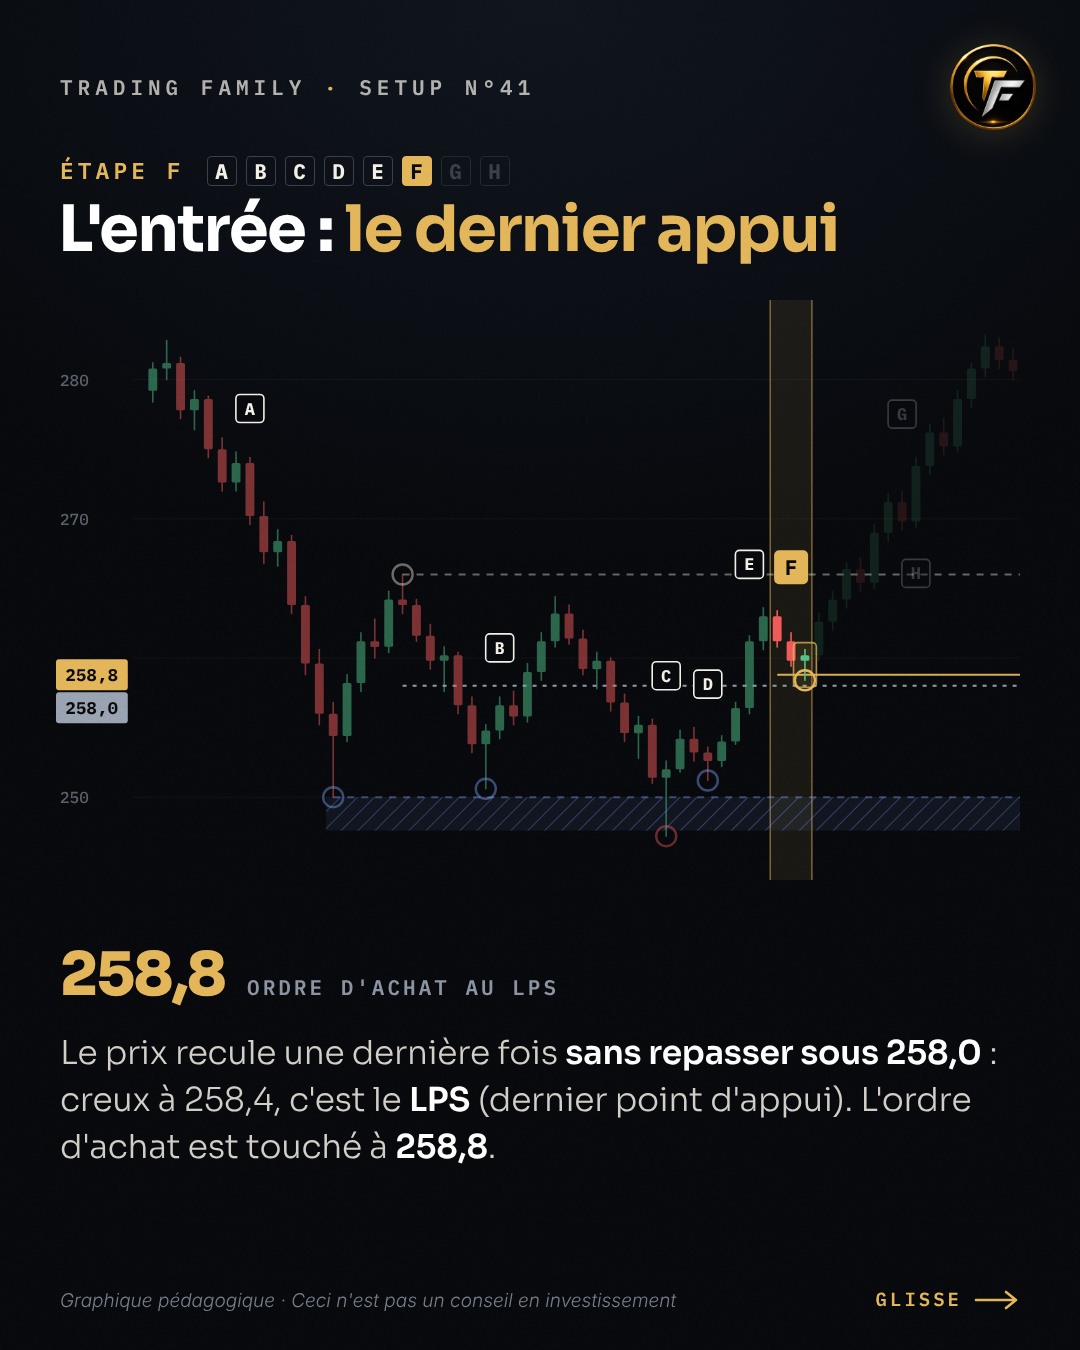 TRADING FAMILY · SETUP N°41
TF
ÉTAPE F A B C D E F G H
L'entrée : le dernier appui
280
A
G
270
E
F
H
B
C
D
258,8
258,0
250
258,8 ORDRE D'ACHAT AU LPS
Le prix recule une dernière fois sans repasser sous 258,0 :
creux à 258,4, c'est le LPS (dernier point d'appui). L'ordre
d'achat est touché à 258,8.
Graphique pédagogique · Ceci n'est pas un conseil en investissement
GLISSE →